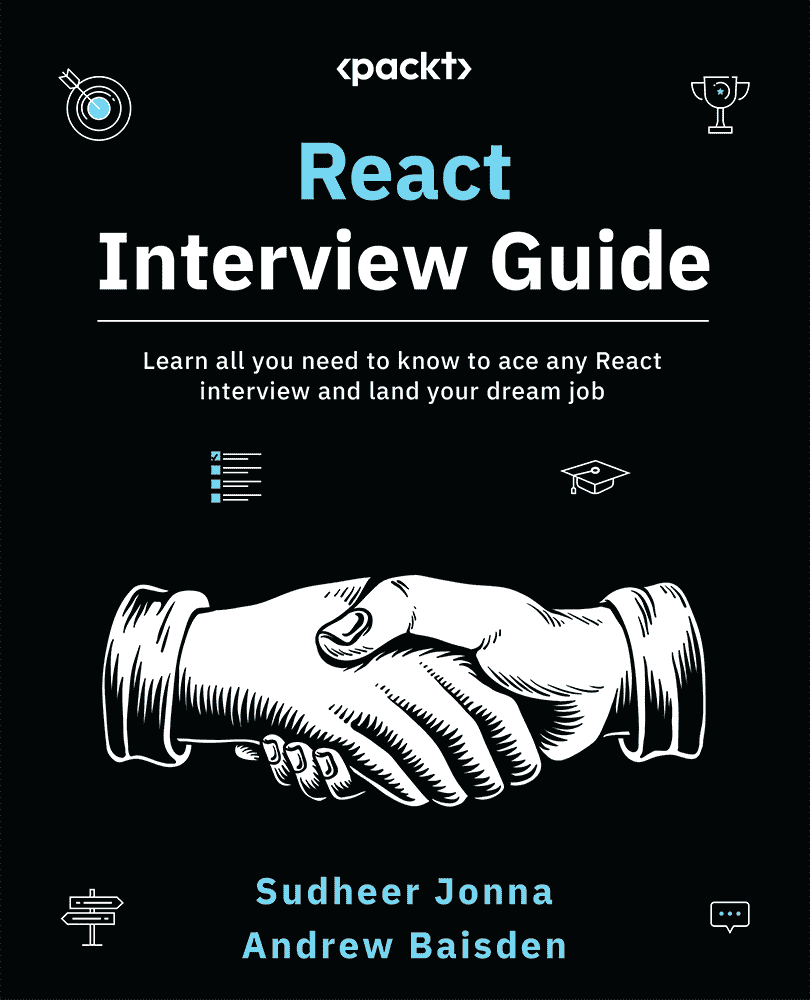 <packt>
React
Interview Guide
Learn all you need to know to ace any React
interview and land your dream job
Sudheer Jonna
Andrew Baisden